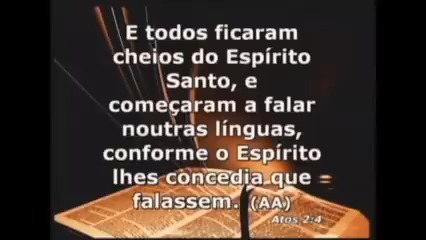 E todos ficaram
cheios do Espírito
Santo, e
começaram a falar
noutras línguas,
conforme o Espírito
lhes concedia que
falassem. (AA)
Atos 2:4